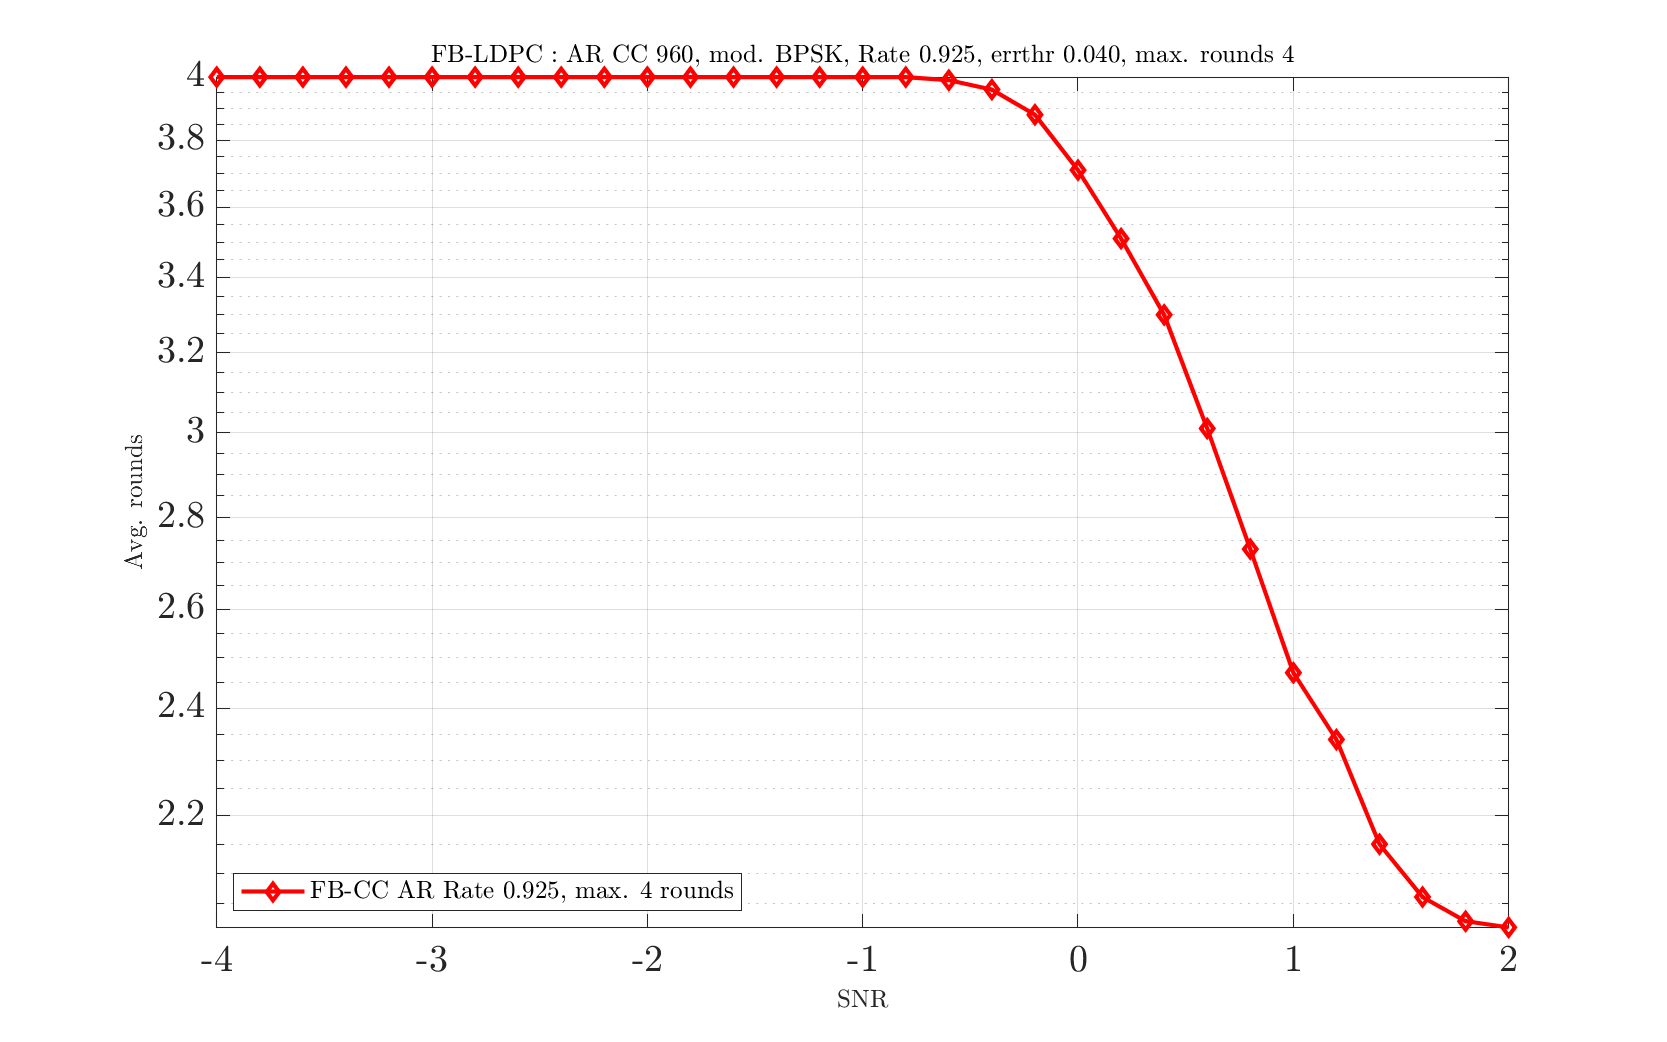 FB-LDPC : AR CC 960, mod. BPSK, Rate 0.925, errthr 0.040, max. rounds 4
4
3.8
3.6
3.4
3.2
3
2.8
2.6
2.4
2.2
Avg. rounds
FB-CC AR Rate 0.925, max. 4 rounds
-4 -3 -2 -1 0 1 2
SNR